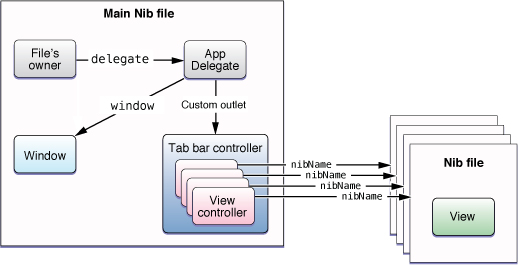 Main Nib file
File's
owner
delegate
App
Delegate
window
Custom outlet
Window
Tab bar controller
View
controller
nibName
nibName
nibName
nibName
Nib file
View